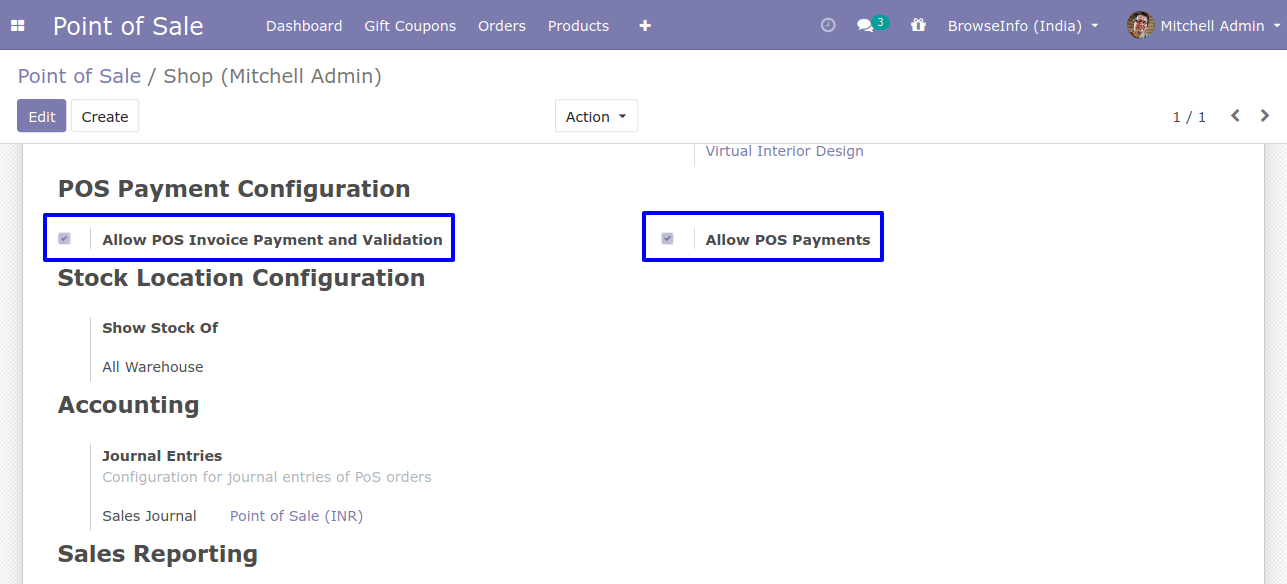 Point of Sale Dashboard Gift Coupons Orders Products 3 BrowseInfo (India) Mitchell Admin
Point of Sale / Shop (Mitchell Admin)
Edit Create Action 1 / 1
Virtual Interior Design
POS Payment Configuration
Allow POS Invoice Payment and Validation Allow POS Payments
Stock Location Configuration
Show Stock Of
All Warehouse
Accounting
Journal Entries
Configuration for journal entries of PoS orders
Sales Journal Point of Sale (INR)
Sales Reporting